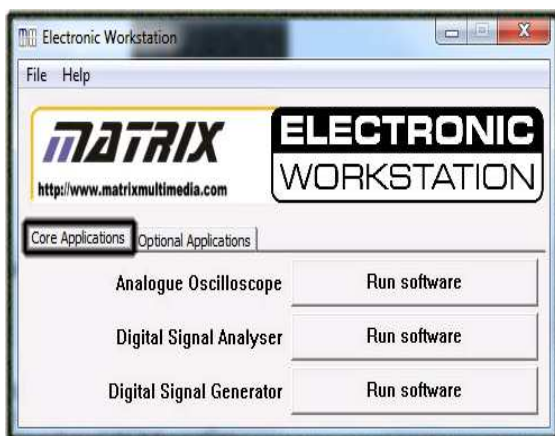 Electronic Workstation
File Help
MATRIX
http://www.matrixmultimedia.com
ELECTRONIC
WORKSTATION
Core Applications Optional Applications
Analogue Oscilloscope Run software
Digital Signal Analyser Run software
Digital Signal Generator Run software